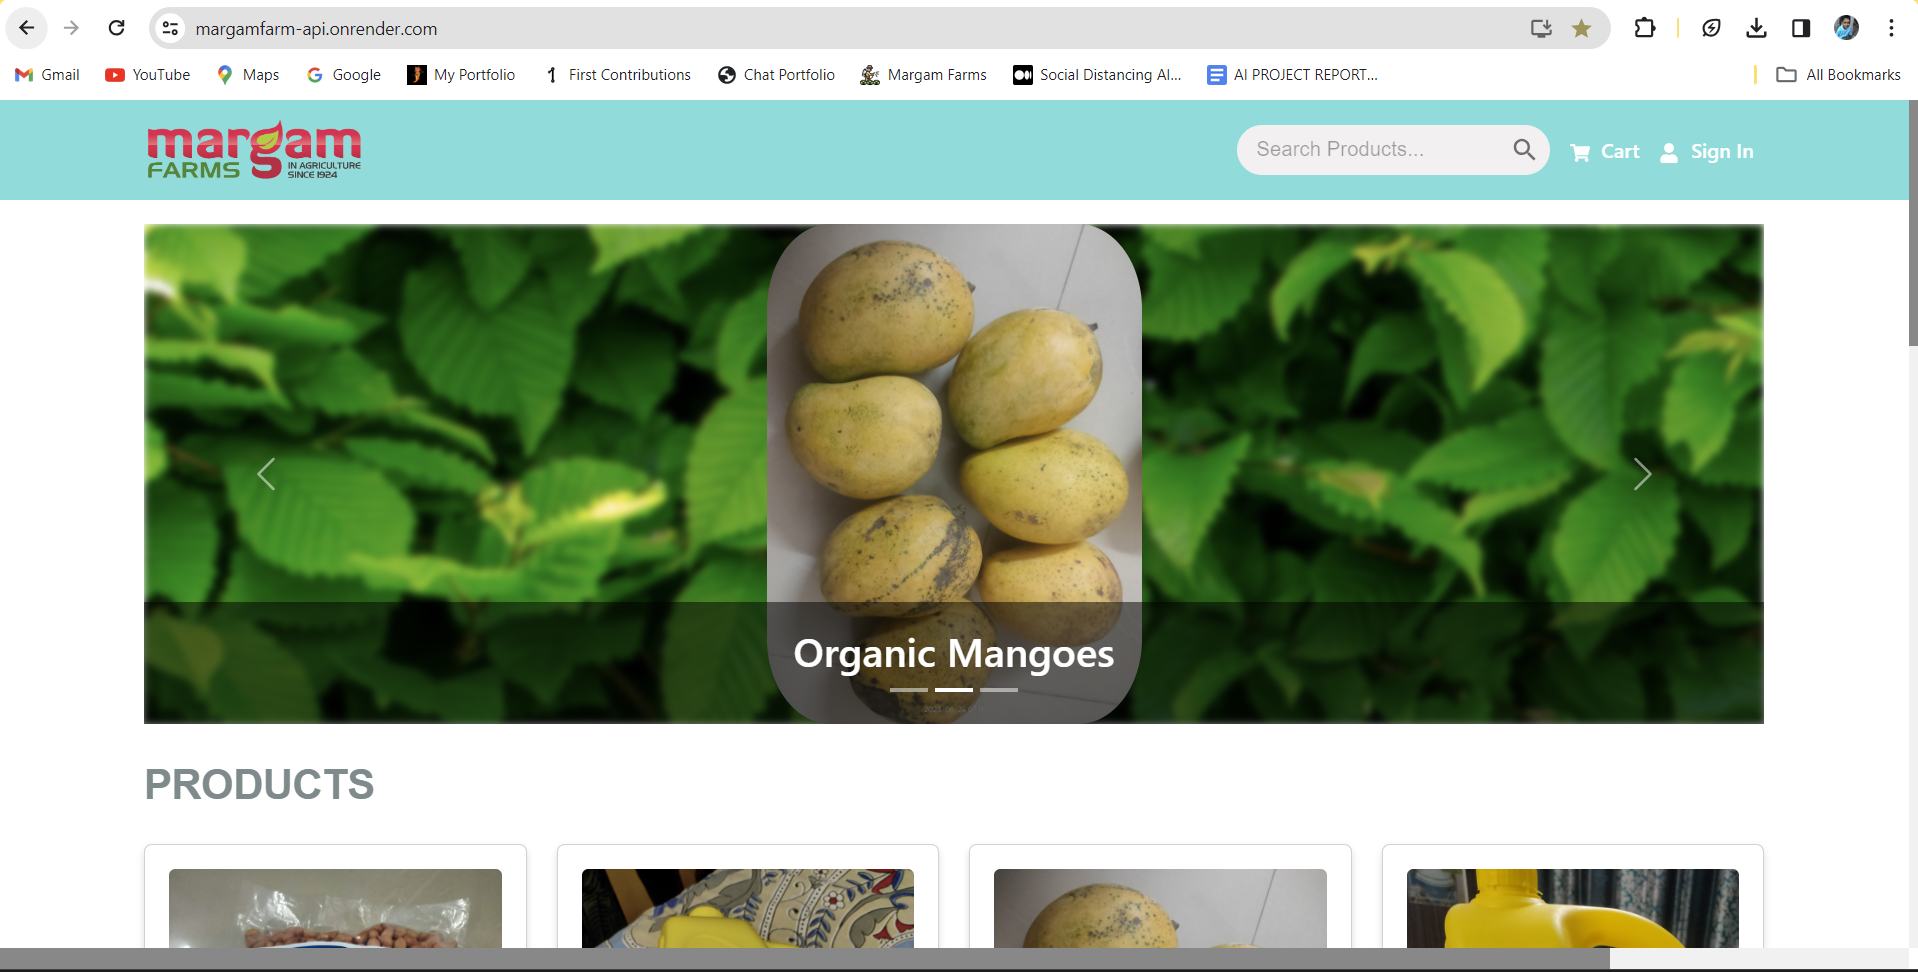 margamfarm-api.onrender.com
Gmail YouTube Maps Google My Portfolio First Contributions Chat Portfolio Margam Farms Social Distancing AI... AI PROJECT REPORT... All Bookmarks
margam
FARMS
IN AGRICULTURE
SINCE 1924
Search Products...
Cart
Sign In
Organic Mangoes
PRODUCTS